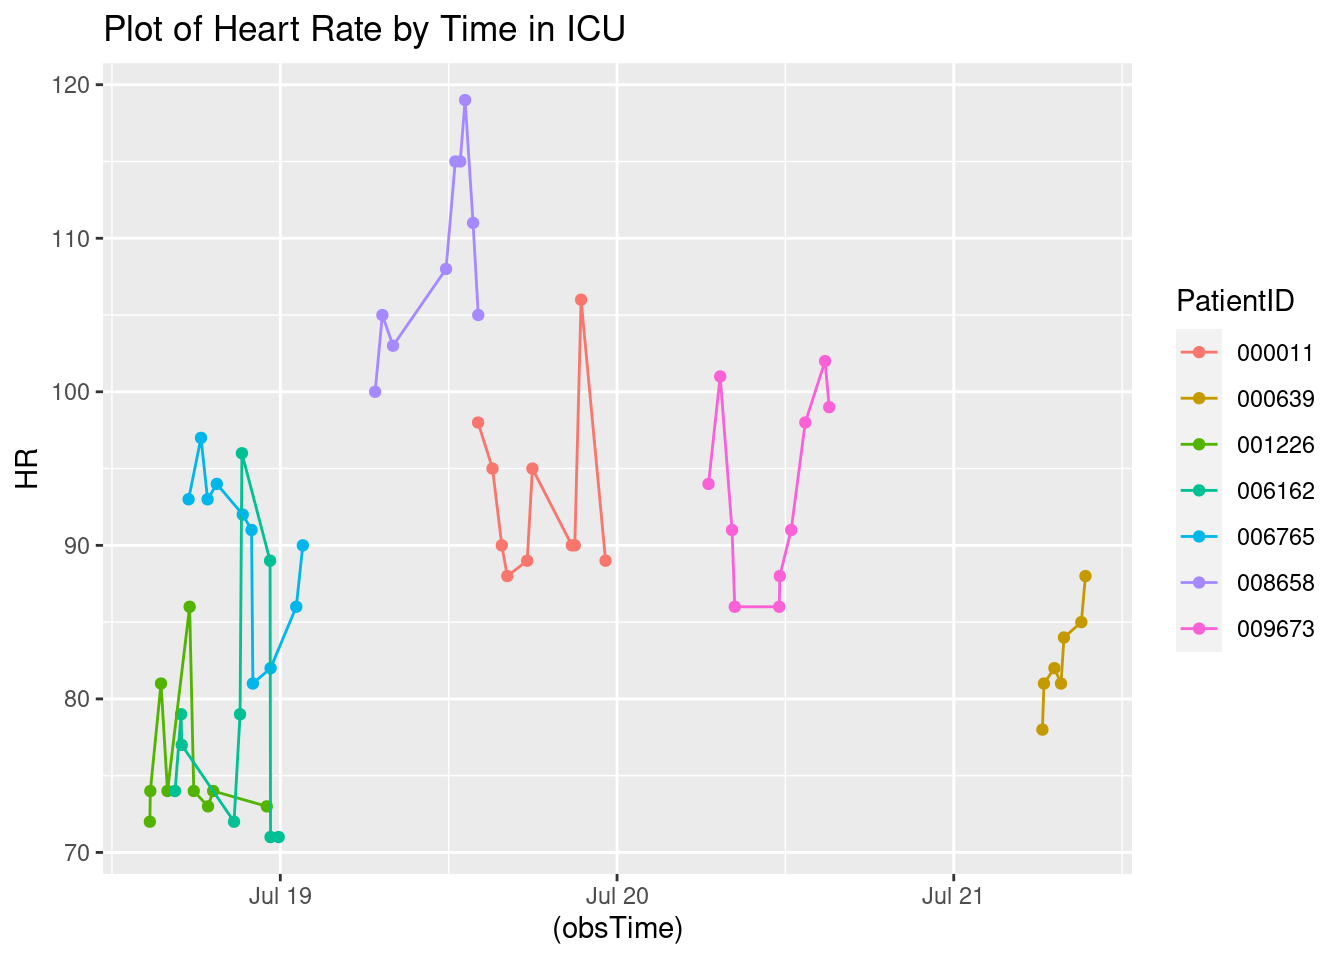 Plot of Heart Rate by Time in ICU
120
110
100
90
80
70
HR
Jul 19
Jul 20
Jul 21
(obsTime)
PatientID
000011
000639
001226
006162
006765
008658
009673